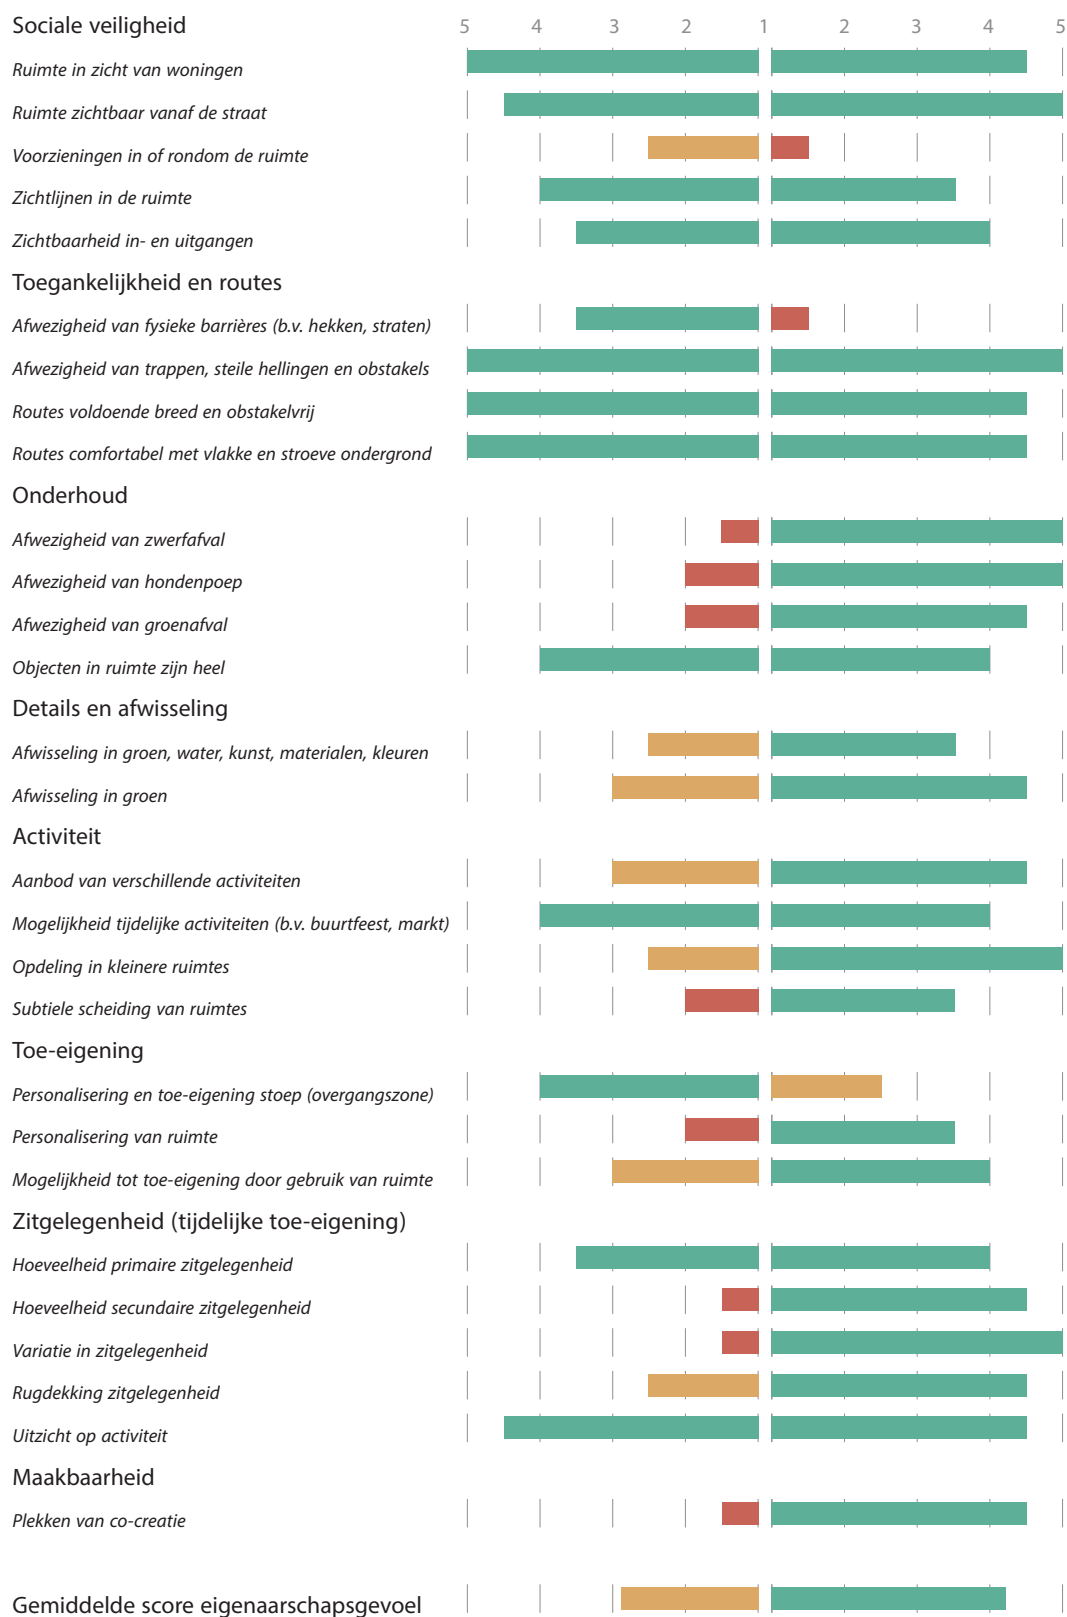 Sociale veiligheid 5 4 3 2 1 2 3 4 5
Ruimte in zicht van woningen
Ruimte zichtbaar vanaf de straat
Voorzieningen in of rondom de ruimte
Zichtlijnen in de ruimte
Zichtbaarheid in- en uitgangen
Toegankelijkheid en routes
Afwezigheid van fysieke barrières (b.v. hekken, straten)
Afwezigheid van trappen, steile hellingen en obstakels
Routes voldoende breed en obstakelvrij
Routes comfortabel met vlakke en stroeve ondergrond
Onderhoud
Afwezigheid van zwerfafval
Afwezigheid van hondenpoep
Afwezigheid van groenafval
Objecten in ruimte zijn heel
Details en afwisseling
Afwisseling in groen, water, kunst, materialen, kleuren
Afwisseling in groen
Activiteit
Aanbod van verschillende activiteiten
Mogelijkheid tijdelijke activiteiten (b.v. buurtfeest, markt)
Opdeling in kleinere ruimtes
Subtiele scheiding van ruimtes
Toe-eigening
Personalisering en toe-eigening stoep (overgangszone)
Personalisering van ruimte
Mogelijkheid tot toe-eigening door gebruik van ruimte
Zitgelegenheid (tijdelijke toe-eigening)
Hoeveelheid primaire zitgelegenheid
Hoeveelheid secundaire zitgelegenheid
Variatie in zitgelegenheid
Rugdekking zitgelegenheid
Uitzicht op activiteit
Maakbaarheid
Plekken van co-creatie
Gemiddelde score eigenaarschapsgevoel